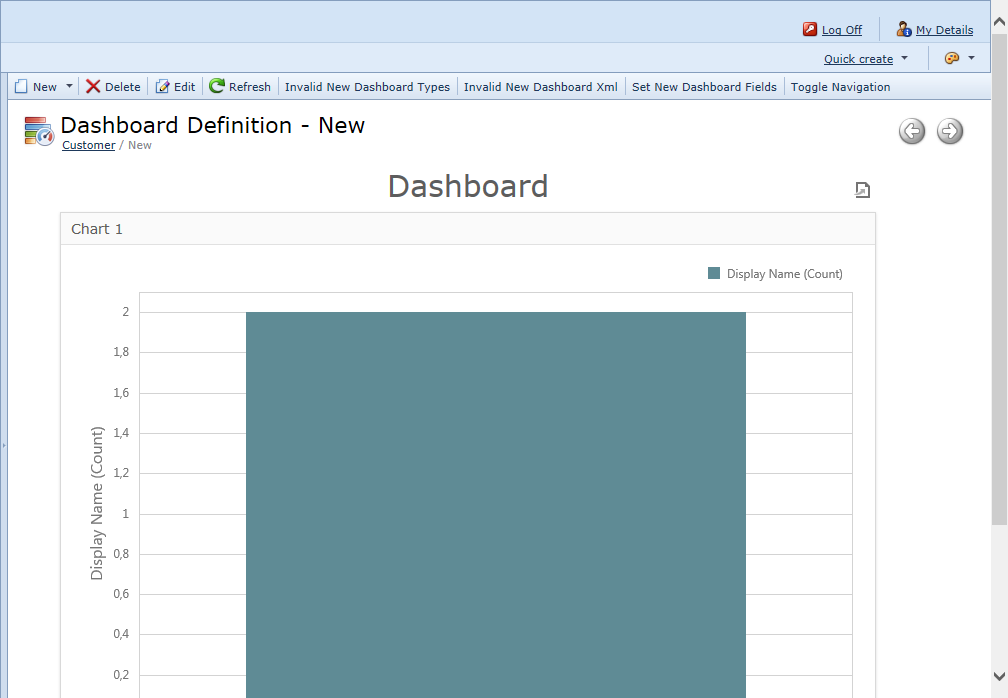 Log Off My Details
Quick create
New Delete Edit Refresh Invalid New Dashboard Types Invalid New Dashboard Xml Set New Dashboard Fields Toggle Navigation
Dashboard Definition - New
Customer / New
Dashboard
Chart 1
Display Name (Count)
Display Name (Count)
2
1,8
1,6
1,4
1,2
1
0,8
0,6
0,4
0,2